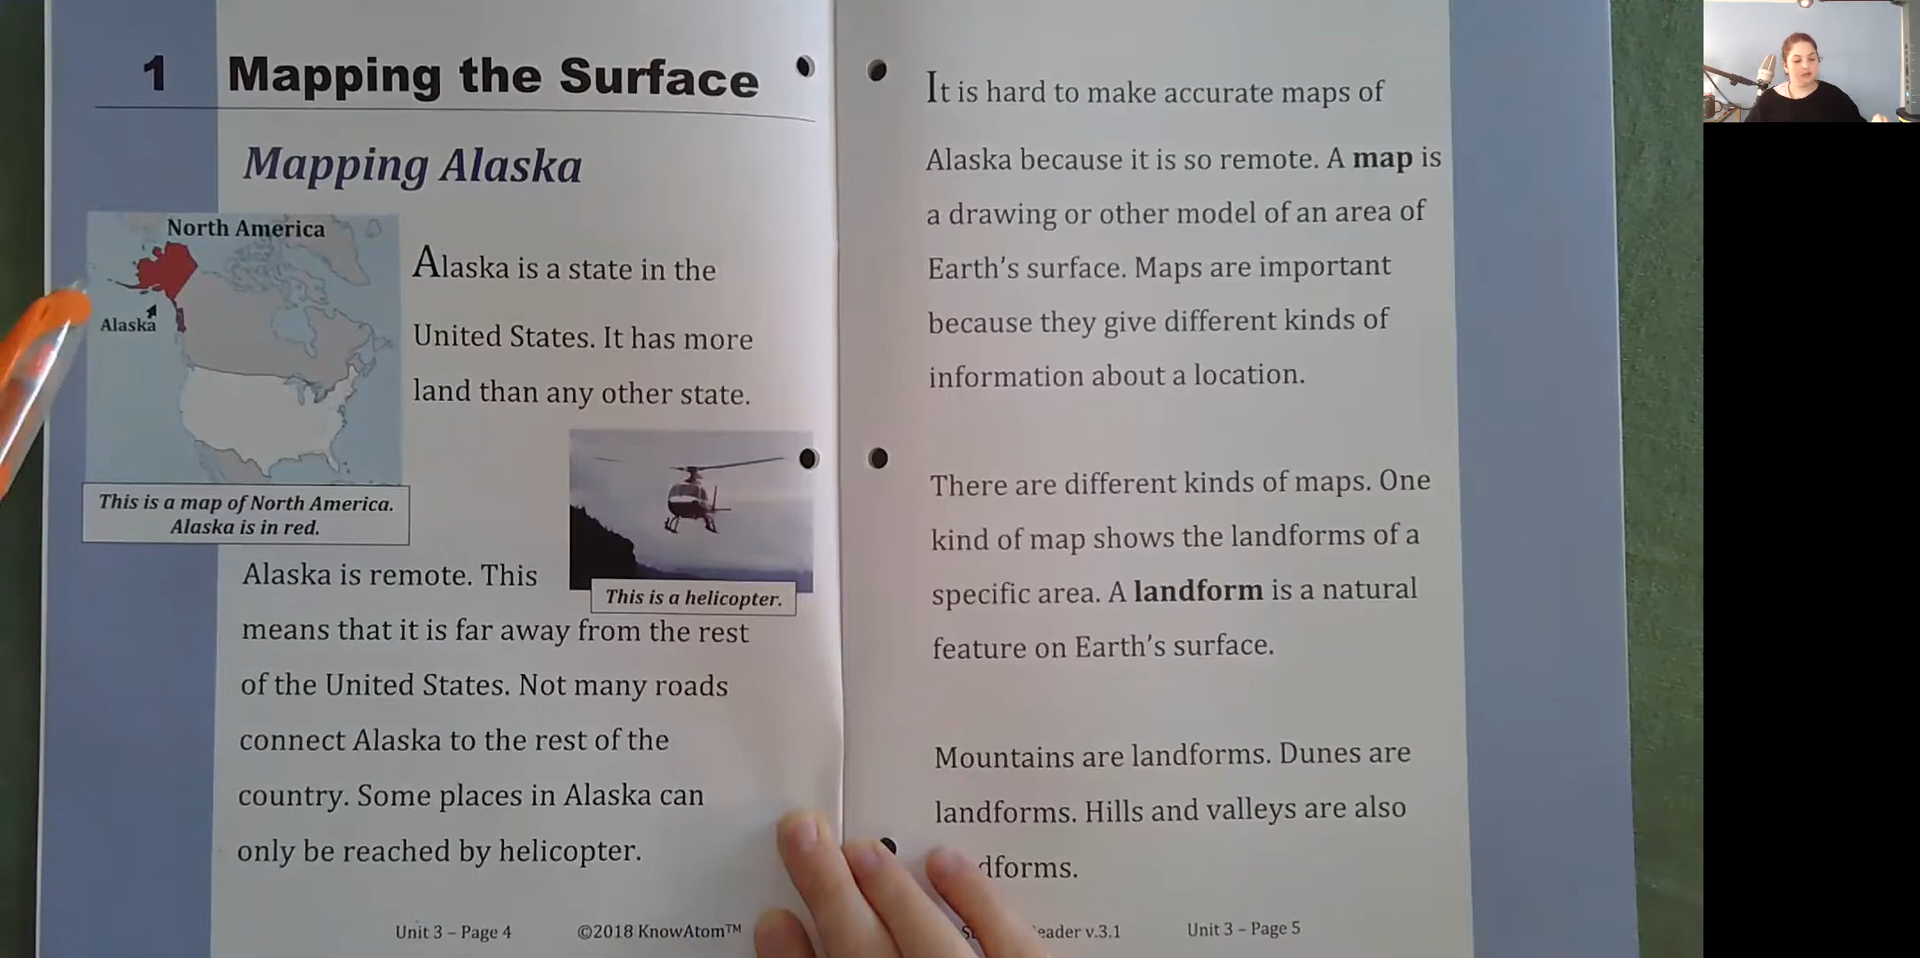 1 Mapping the Surface
Mapping Alaska
North America
Alaska
This is a map of North America.
Alaska is in red.
Alaska is a state in the
United States. It has more
land than any other state.
This is a helicopter.
Alaska is remote. This
means that it is far away from the rest
of the United States. Not many roads
connect Alaska to the rest of the
country. Some places in Alaska can
only be reached by helicopter.
Unit 3 – Page 4 ©2018 KnowAtom™
It is hard to make accurate maps of
Alaska because it is so remote. A map is
a drawing or other model of an area of
Earth's surface. Maps are important
because they give different kinds of
information about a location.
There are different kinds of maps. One
kind of map shows the landforms of a
specific area. A landform is a natural
feature on Earth's surface.
Mountains are landforms. Dunes are
landforms. Hills and valleys are also
dforms.
eader v.3.1 Unit 3 – Page 5